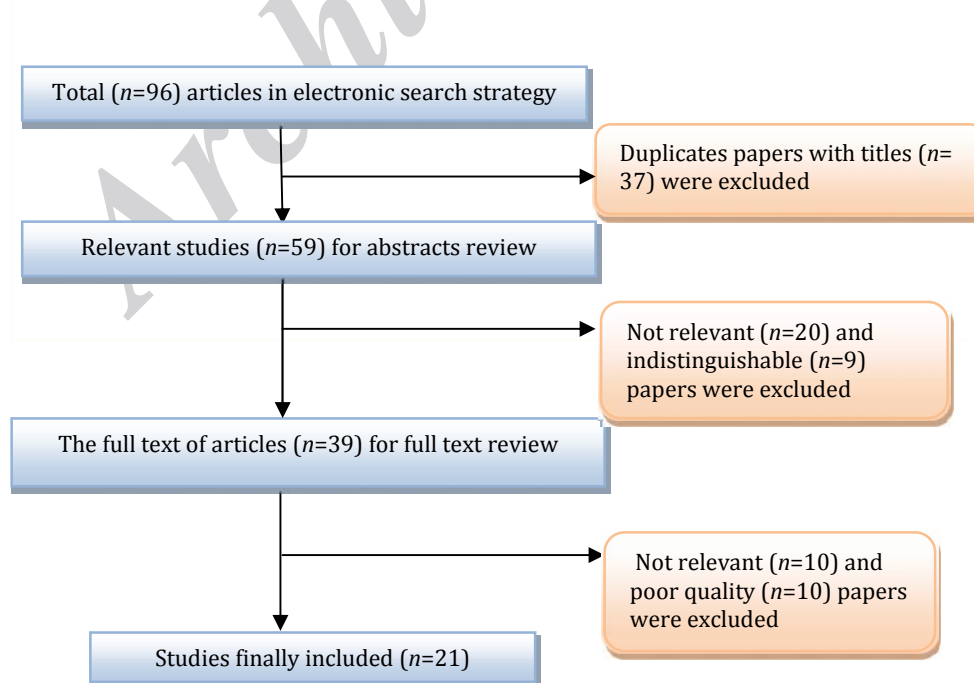 Total (n=96) articles in electronic search strategy
Duplicates papers with titles (n=
37) were excluded
Relevant studies (n=59) for abstracts review
Not relevant (n=20) and
indistinguishable (n=9)
papers were excluded
The full text of articles (n=39) for full text review
Not relevant (n=10) and
poor quality (n=10) papers
were excluded
Studies finally included (n=21)